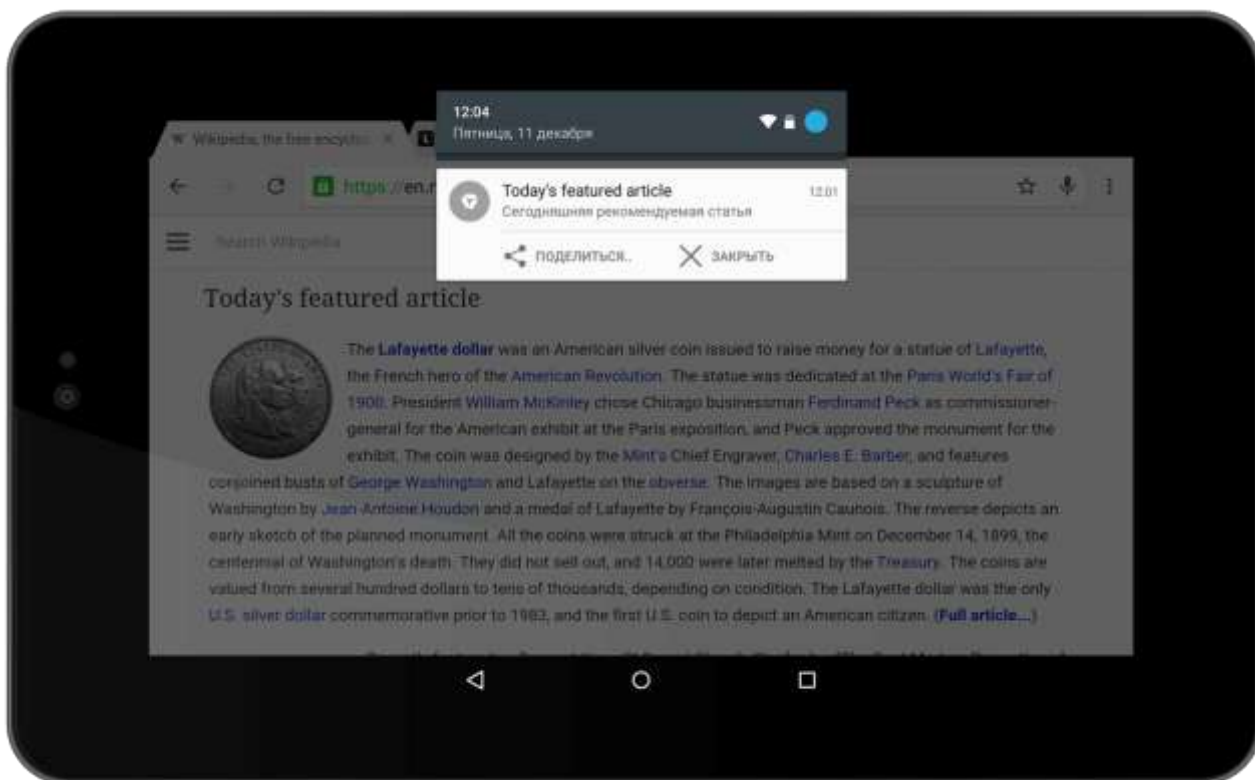 12:04
Пятница, 11 декабря
Wikipedia, the free encyclo
https://en.
Today's featured article
12:01
Сегодняшняя рекомендуемая статья
ПОДЕЛИТЬСЯ..
ЗАКРЫТЬ
Search Wikipedia
Today's featured article
The Lafayette dollar was an American silver coin issued to raise money for a statue of Lafayette,
the French hero of the American Revolution. The statue was dedicated at the Paris World's Fair of
1900. President William McKinley chose Chicago businessman Ferdinand Peck as commissioner-
general for the American exhibit at the Paris exposition, and Peck approved the monument for the
exhibit. The coin was designed by the Mint's Chief Engraver, Charles E. Barber, and features
conjoined busts of George Washington and Lafayette on the obverse. The images are based on a sculpture of
Washington by Jean-Antoine Houdon and a medal of Lafayette by François-Augustin Caunois. The reverse depicts an
early sketch of the planned monument. All the coins were struck at the Philadelphia Mint on December 14, 1899, the
centennial of Washington's death. They did not sell out, and 14,000 were later melted by the Treasury. The coins are
valued from several hundred dollars to tens of thousands, depending on condition. The Lafayette dollar was the only
U.S. silver dollar commemorative prior to 1983, and the first U.S. coin to depict an American citizen. (Full article...)